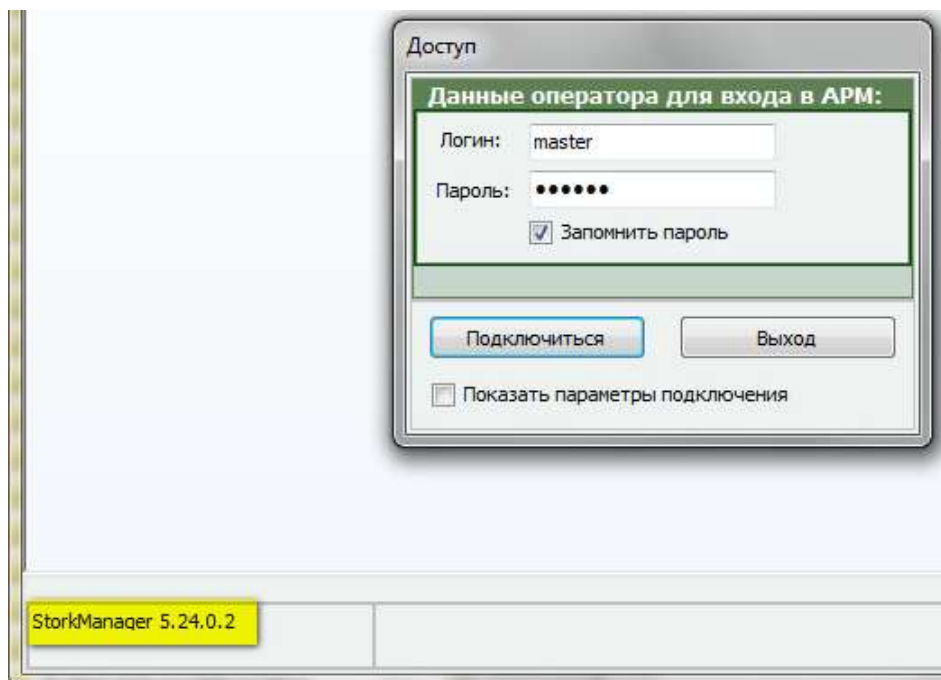 Доступ
Данные оператора для входа в АРМ:
Логин: master
Пароль: ••••••
Запомнить пароль
Подключиться Выход
Показать параметры подключения
StorkManager 5.24.0.2